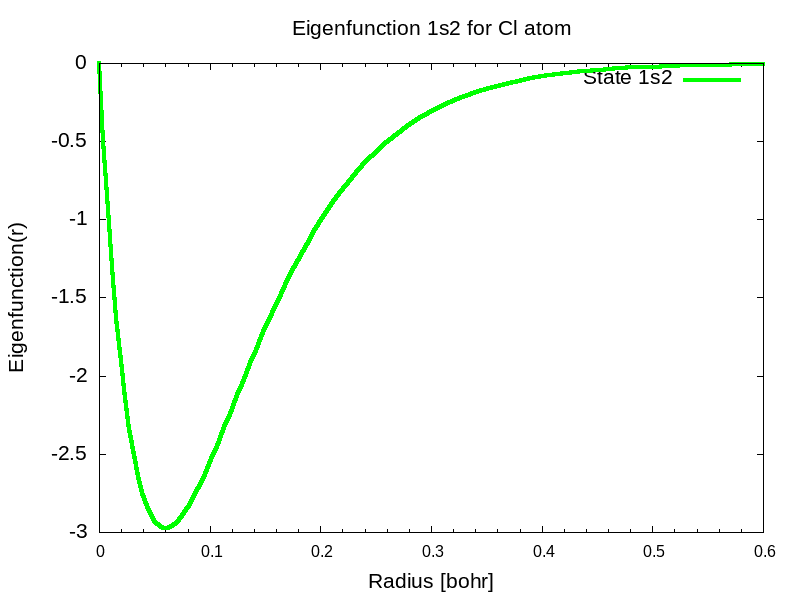 Eigenfunction 1s2 for Cl atom
State 1s2
0
-0.5
-1
-1.5
-2
-2.5
-3
Eigenfunction(r)
0 0.1 0.2 0.3 0.4 0.5 0.6
Radius [bohr]